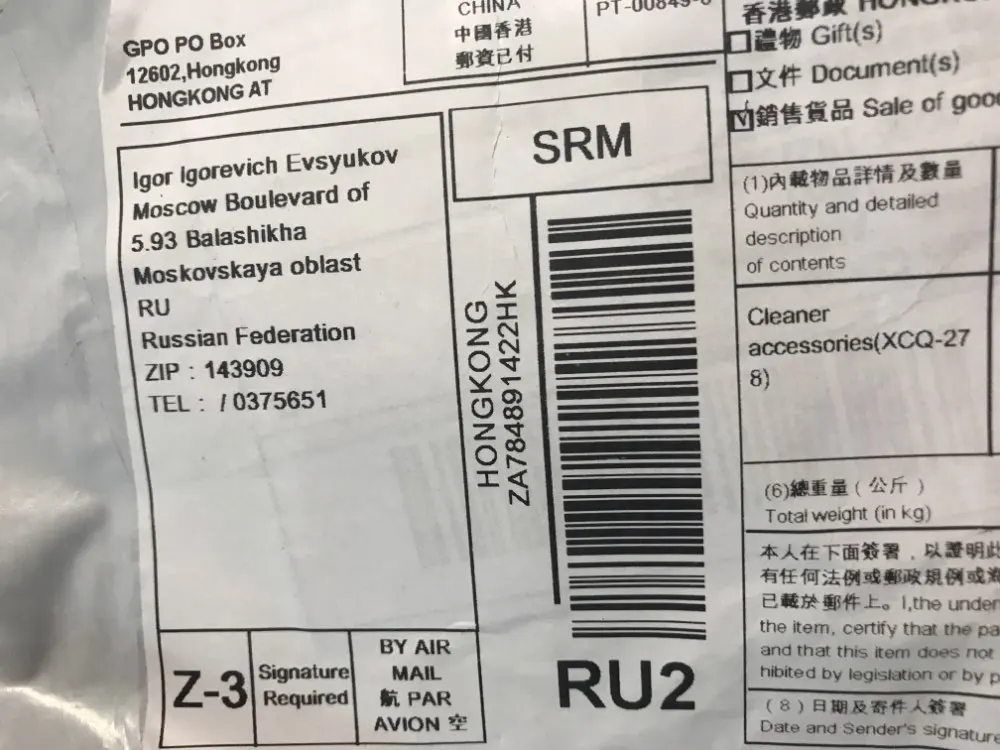 GPO PO Box
12602,Hongkong
HONGKONG AT
CHINA
中國香港
郵資已付
香港郵政
禮物 Gift(s)
文件 Document(s)
銷售貨品 Sale of goo
Igor Igorevich Evsyukov
Moscow Boulevard of
5.93 Balashikha
Moskovskaya oblast
RU
Russian Federation
ZIP : 143909
TEL : / 0375651
SRM
HONGKONG
ZA784891422HK
RU2
Z-3
Signature
Required
BY AIR
MAIL
航 PAR
AVION 空
(1)內載物品詳情及數量
Quantity and detailed
description
of contents
Cleaner
accessories(XCQ-27
8)
(6)總重量 ( 公斤 )
Total weight (in kg)
本人在下面簽署，以證明此
有任何法例或郵政規例或
已載於郵件上。I,the under
the item, certify that the pa
and that this item does not
hibited by legislation or by p
( 8 ) 日期及寄件人簽署
Date and Sender's signature